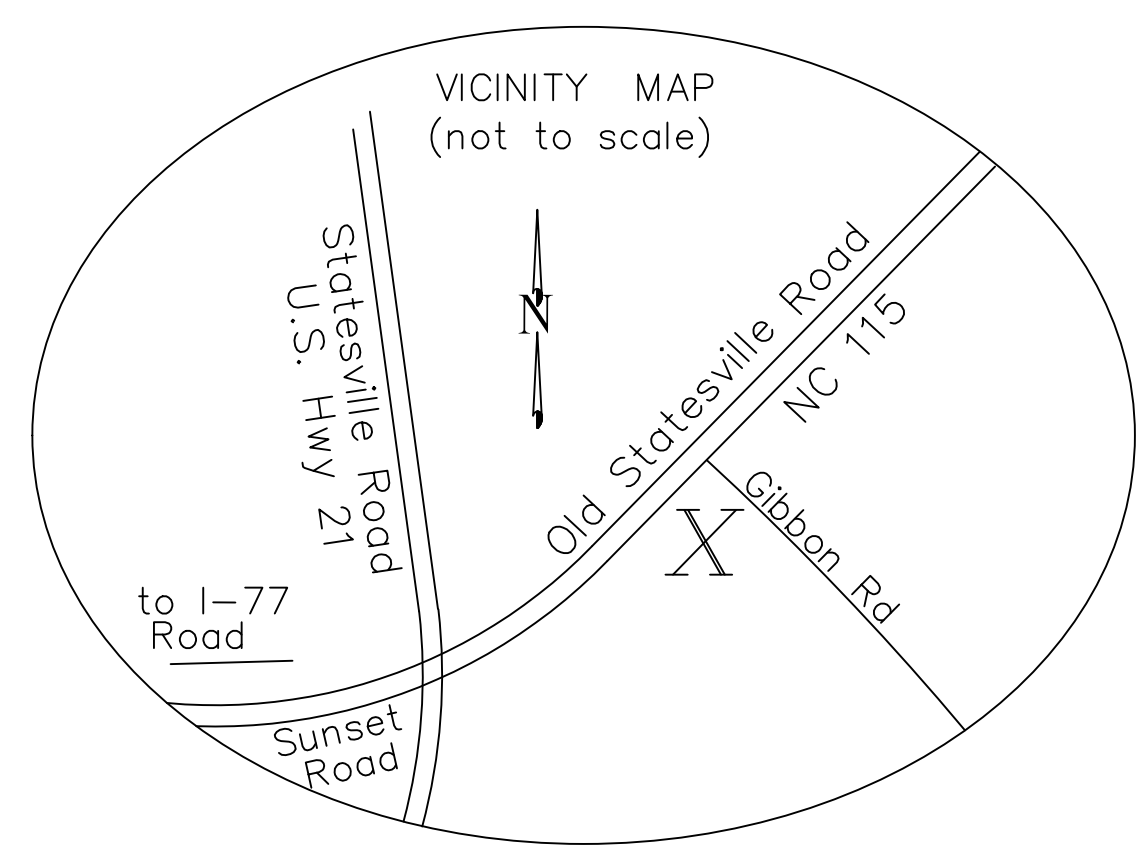 VICINITY MAP
(not to scale)
Statesville Road
U.S. Hwy 21
N
Old Statesville Road
NC 115
Gibbon Rd
X
to I-77
Road
Sunset
Road